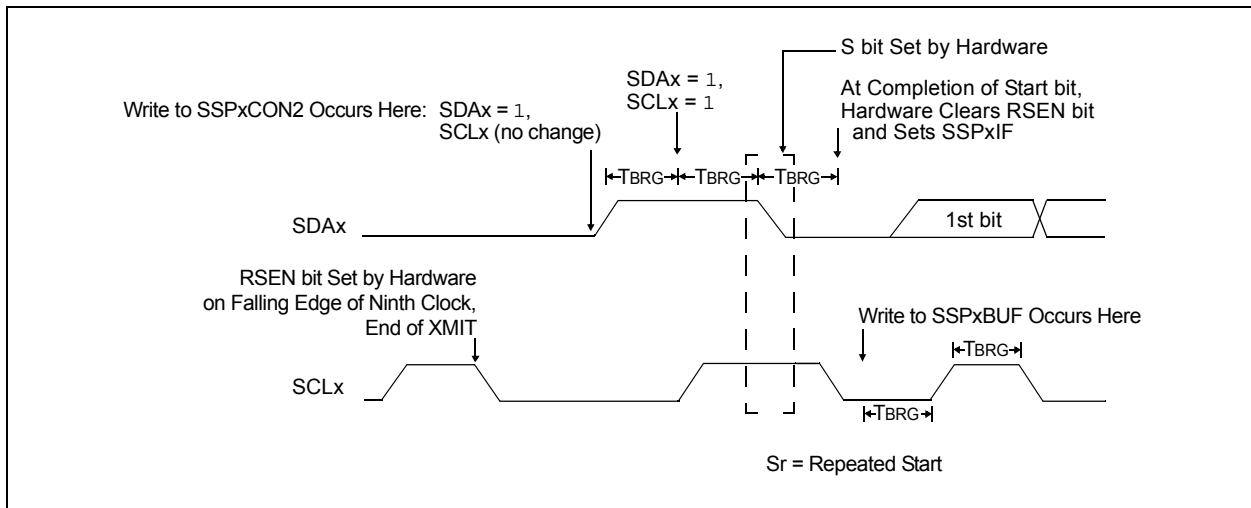 S bit Set by Hardware
SDAx = 1,
SCLx = 1
At Completion of Start bit,
Hardware Clears RSEN bit
and Sets SSPxIF
Write to SSPxCON2 Occurs Here: SDAx = 1,
SCLx (no change)
TBRG TBRG TBRG
SDAx
1st bit
RSEN bit Set by Hardware
on Falling Edge of Ninth Clock,
End of XMIT
Write to SSPxBUF Occurs Here
TBRG
SCLx
TBRG
Sr = Repeated Start